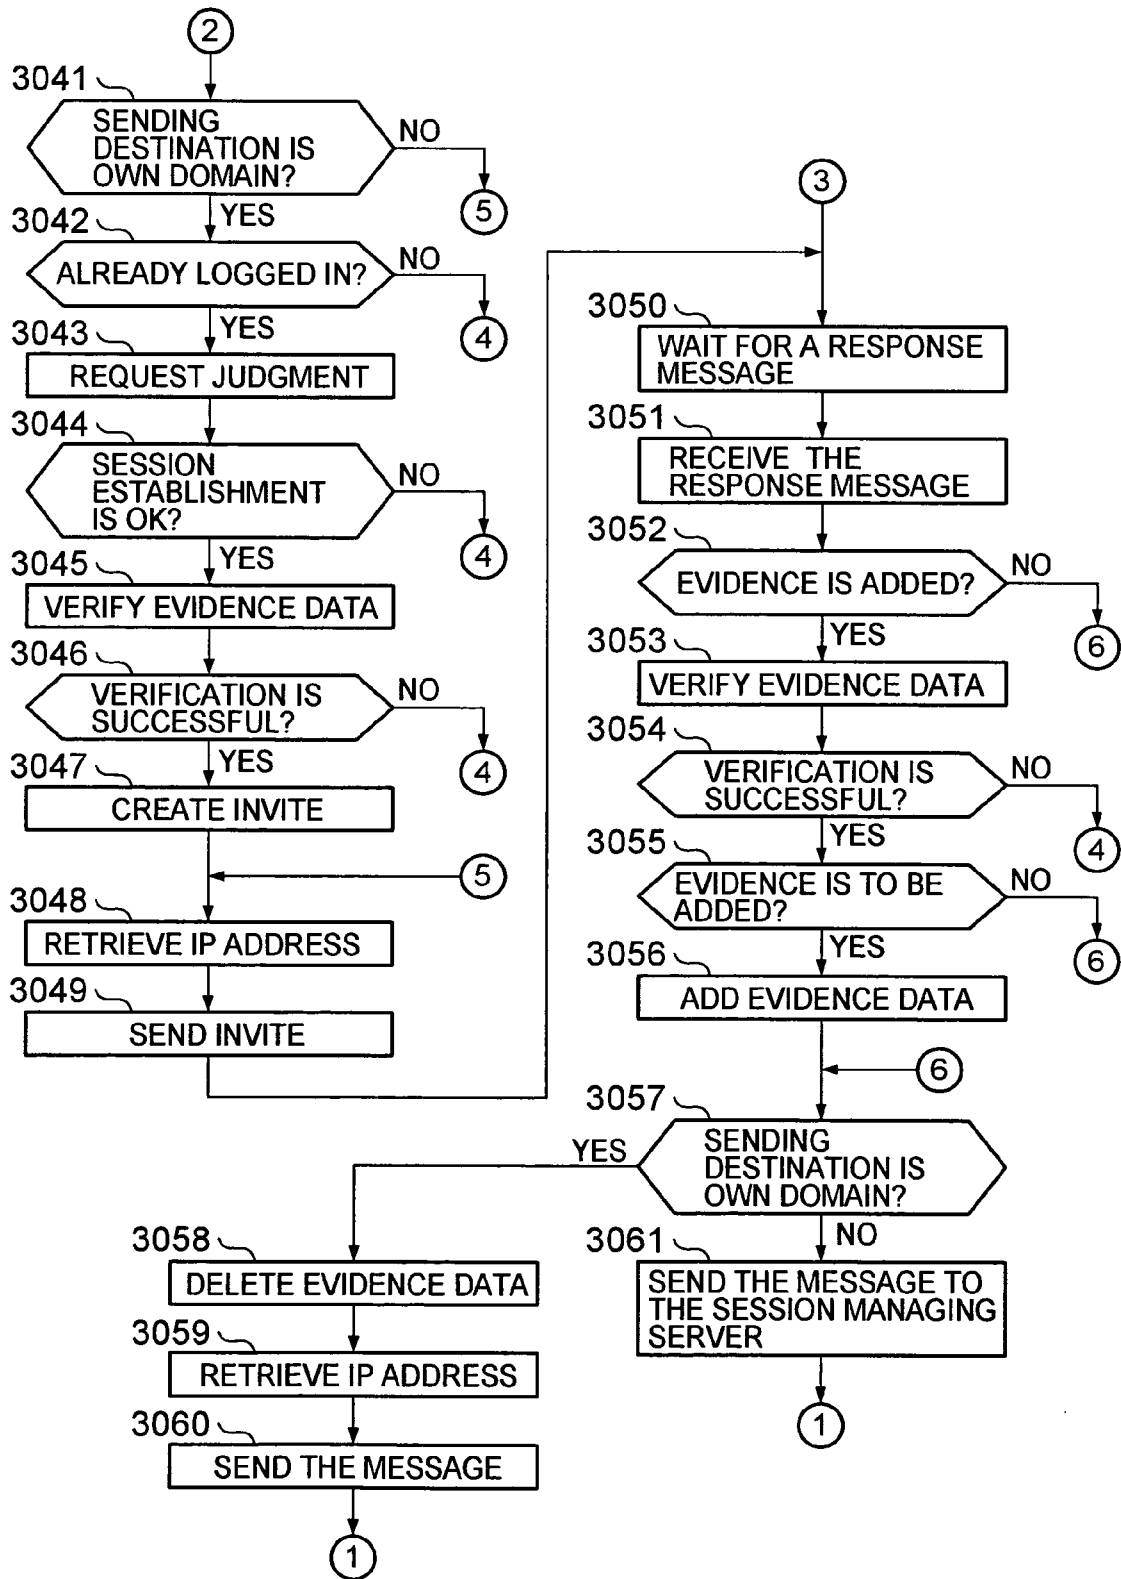 2
3041
SENDING
DESTINATION IS
OWN DOMAIN?
NO
5
YES
3042
ALREADY LOGGED IN?
NO
4
YES
3043
REQUEST JUDGMENT
3044
SESSION
ESTABLISHMENT
IS OK?
NO
4
YES
3045
VERIFY EVIDENCE DATA
3046
VERIFICATION IS
SUCCESSFUL?
NO
4
YES
3047
CREATE INVITE
5
3048
RETRIEVE IP ADDRESS
3049
SEND INVITE
3
3050
WAIT FOR A RESPONSE
MESSAGE
3051
RECEIVE THE
RESPONSE MESSAGE
3052
EVIDENCE IS ADDED?
NO
6
YES
3053
VERIFY EVIDENCE DATA
3054
VERIFICATION IS
SUCCESSFUL?
NO
4
YES
3055
EVIDENCE IS TO BE
ADDED?
NO
6
YES
3056
ADD EVIDENCE DATA
6
3057
SENDING
DESTINATION IS
OWN DOMAIN?
YES
NO
3058
DELETE EVIDENCE DATA
3059
RETRIEVE IP ADDRESS
3060
SEND THE MESSAGE
1
3061
SEND THE MESSAGE TO
THE SESSION MANAGING
SERVER
1